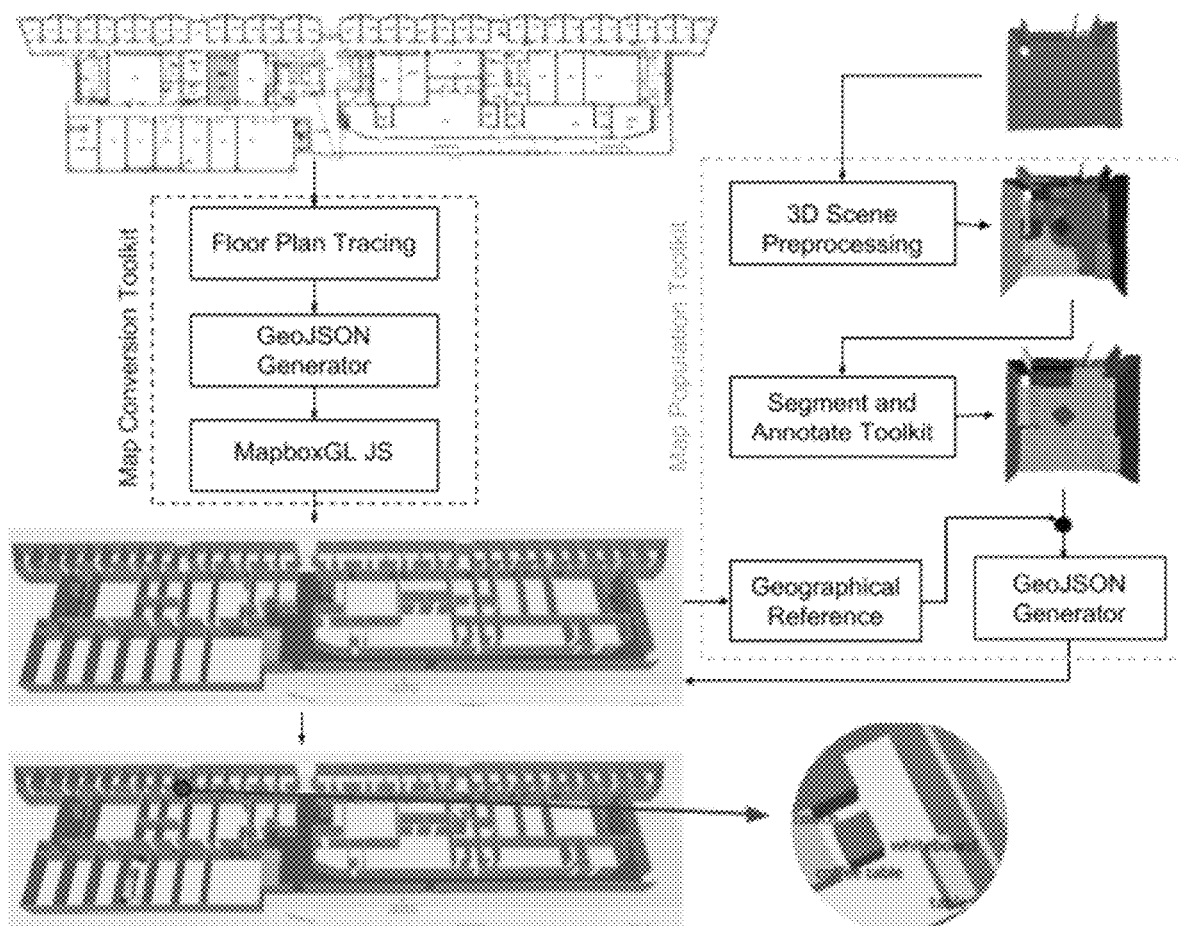 Map Conversion Toolkit
Floor Plan Tracing
GeoJSON
Generator
MapboxGL JS
Map Population Toolkit
3D Scene
Preprocessing
Segment and
Annotate Toolkit
Geographical
Reference
GeoJSON
Generator
table